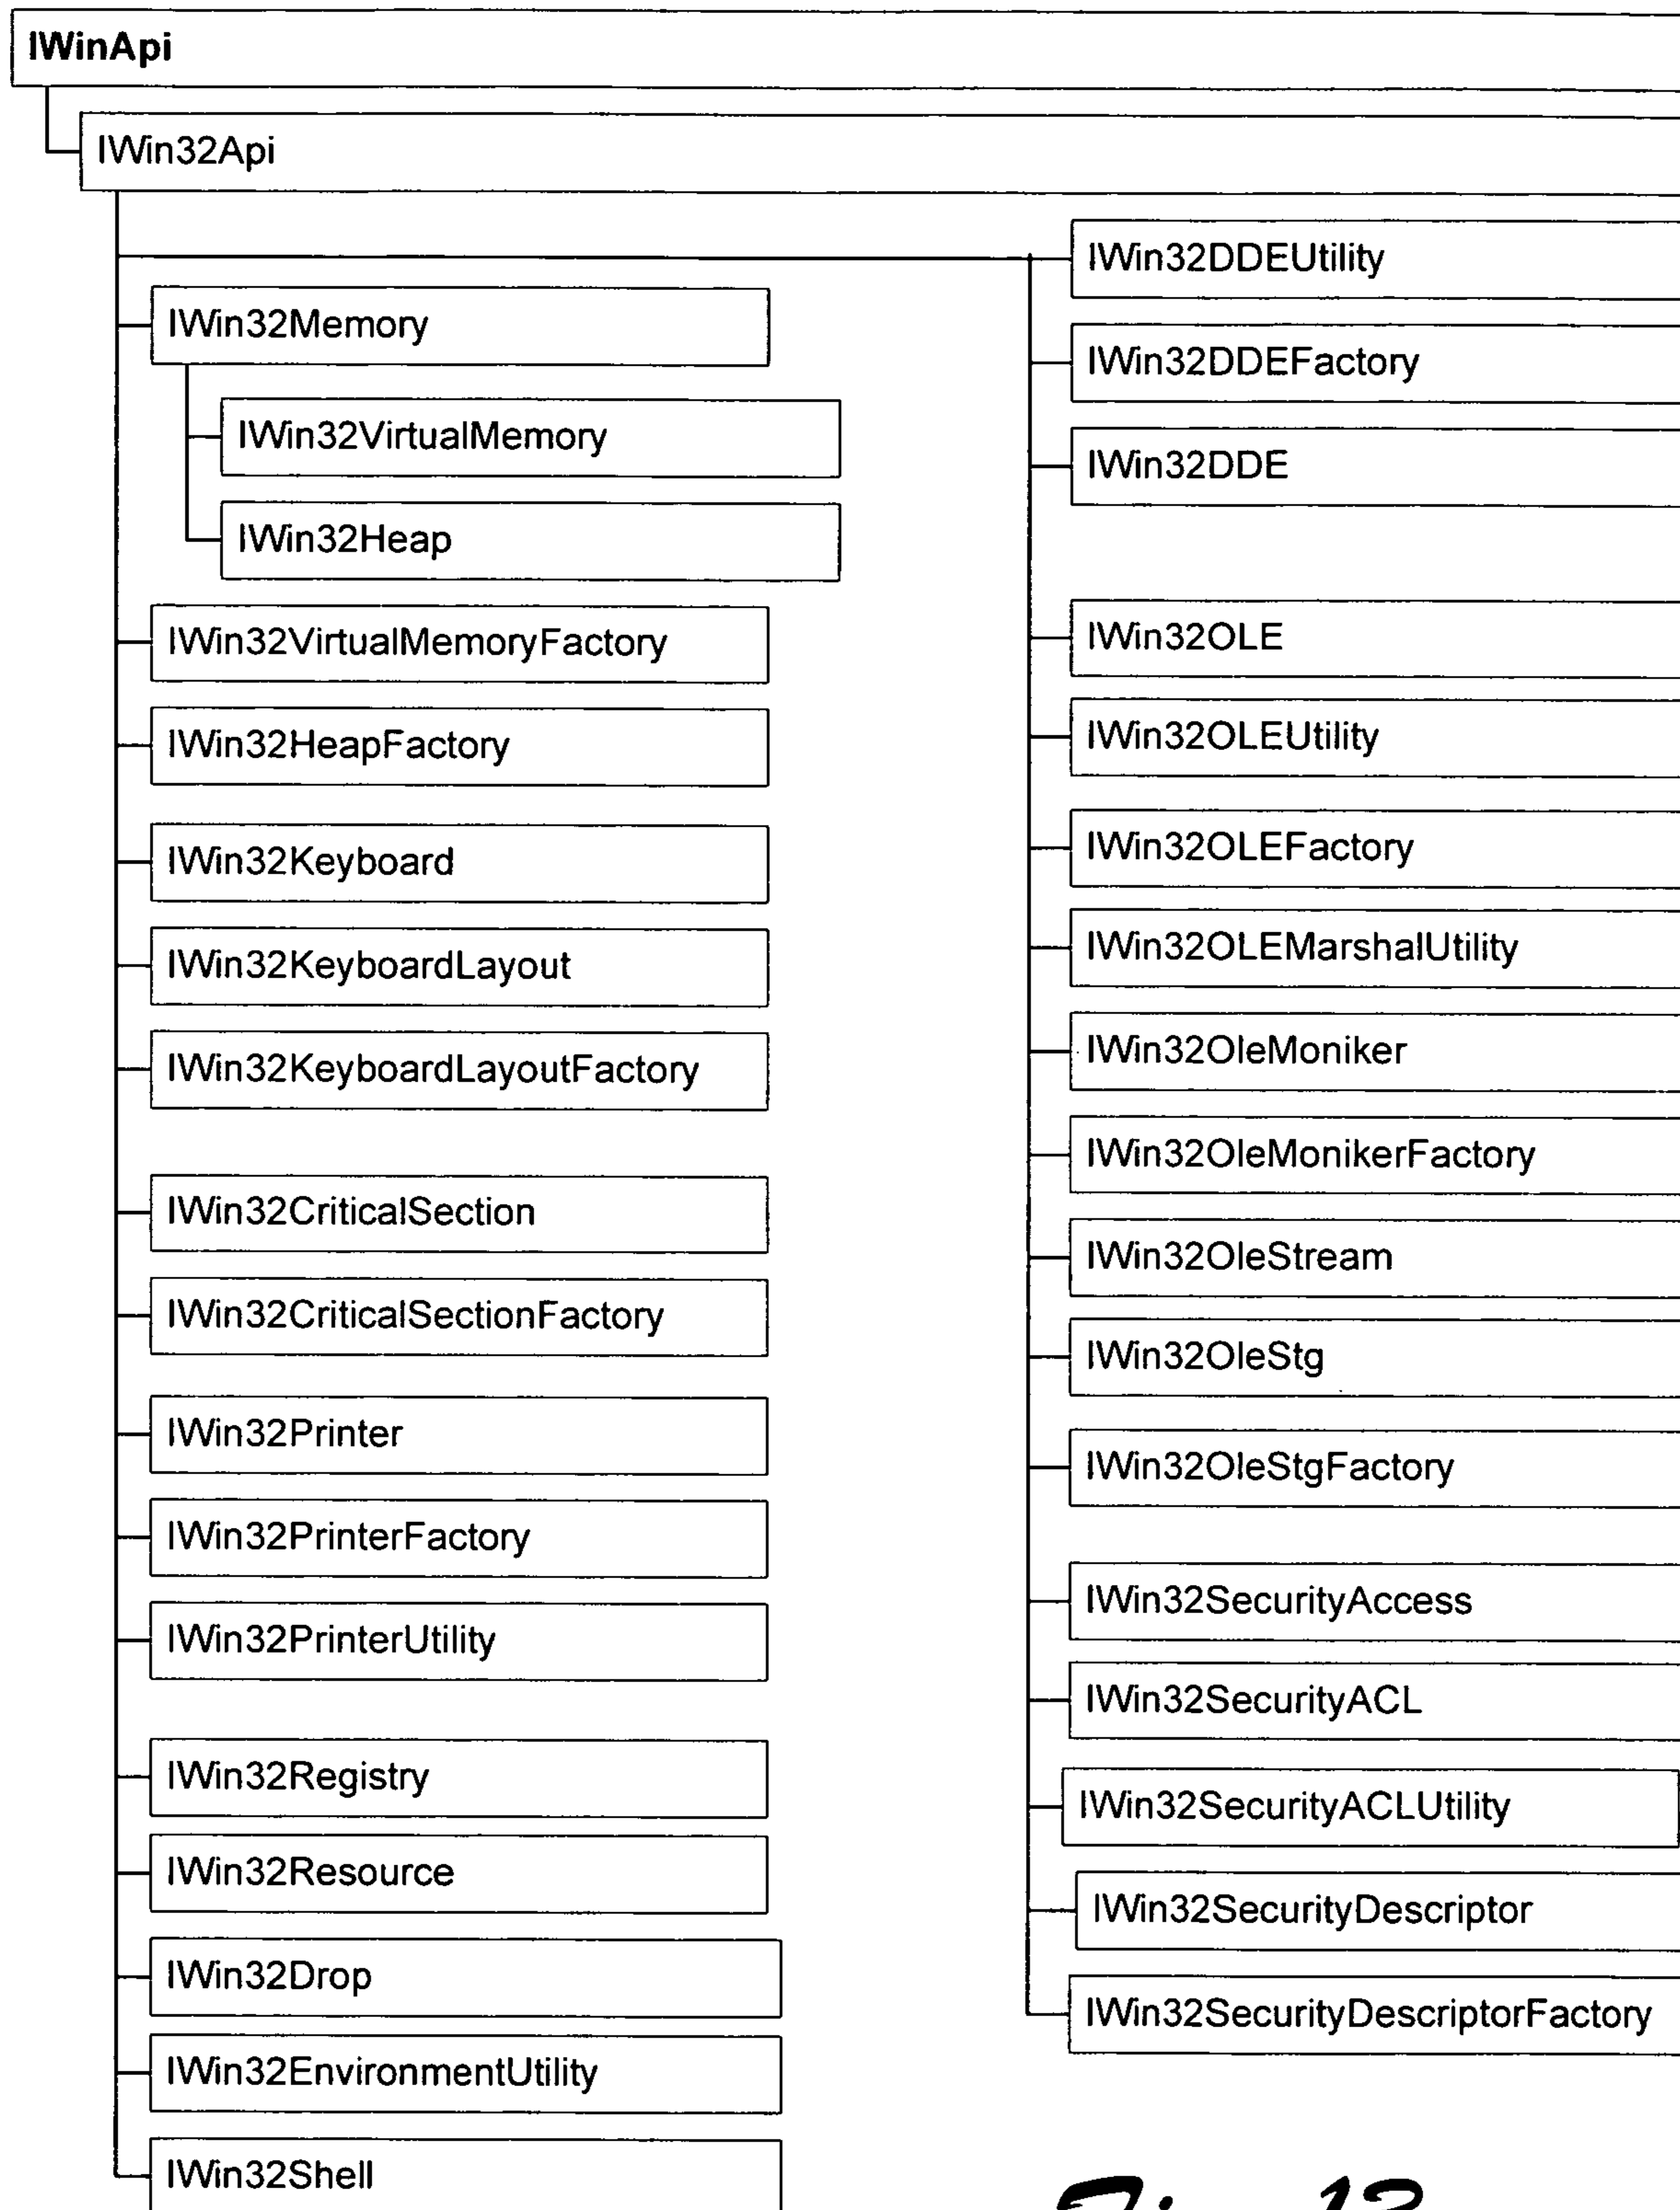 IWinApi
IWin32Api
IWin32Memory
IWin32VirtualMemory
IWin32Heap
IWin32VirtualMemoryFactory
IWin32HeapFactory
IWin32Keyboard
IWin32KeyboardLayout
IWin32KeyboardLayoutFactory
IWin32CriticalSection
IWin32CriticalSectionFactory
IWin32Printer
IWin32PrinterFactory
IWin32PrinterUtility
IWin32Registry
IWin32Resource
IWin32Drop
IWin32EnvironmentUtility
IWin32Shell
IWin32DDEUtility
IWin32DDEFactory
IWin32DDE
IWin32OLE
IWin32OLEUtility
IWin32OLEFactory
IWin32OLEMarshalUtility
IWin32OleMoniker
IWin32OleMonikerFactory
IWin32OleStream
IWin32OleStg
IWin32OleStgFactory
IWin32SecurityAccess
IWin32SecurityACL
IWin32SecurityACLUtility
IWin32SecurityDescriptor
IWin32SecurityDescriptorFactory